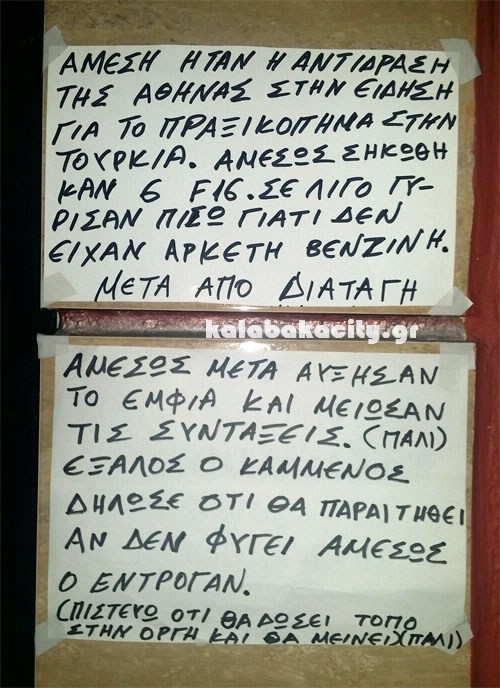 ΑΜΕΣΗ ΗΤΑΝ Η ΑΝΤΙΔΡΑΣΗ
ΤΗΣ ΑΘΗΝΑΣ ΣΤΗΝ ΕΙΔΗΣΗ
ΓΙΑ ΤΟ ΠΡΑΞΙΚΟΠΗΜΑ ΣΤΗΝ
ΤΟΥΡΚΙΑ. ΑΜΕΣΩΣ ΣΗΚΩΘΗ
ΚΑΝ 6 F16. ΣΕ ΛΙΓΟ ΓΥ-
ΡΙΣΑΝ ΠΙΣΩ ΓΙΑΤΙ ΔΕΝ
ΕΙΧΑΝ ΑΡΚΕΤΗ ΒΕΝΖΙΝΗ.
ΜΕΤΑ ΑΠΟ ΔΙΑΤΑΓΗ
kalabakacity.gr
ΑΜΕΣΩΣ ΜΕΤΑ ΑΥΞΗΣΑΝ
ΤΟ ΕΜΦΙΑ ΚΑΙ ΜΕΙΩΣΑΝ
ΤΙΣ ΣΥΝΤΑΞΕΙΣ. (ΠΑΛΙ)
ΕΞΑΛΟΣ Ο ΚΑΜΜΕΝΟΣ
ΔΗΛΩΣΕ ΟΤΙ ΘΑ ΠΑΡΑΙΤΗΘΕΙ
ΑΝ ΔΕΝ ΦΥΓΕΙ ΑΜΕΣΩΣ
Ο ΕΝΤΡΟΓΑΝ.
(ΠΙΣΤΕΥΩ ΟΤΙ ΘΑ ΔΩΣΕΙ ΤΟΠΟ
ΣΤΗΝ ΟΡΓΗ ΚΑΙ ΘΑ ΜΕΙΝΕΙ)(ΠΑΛΙ)